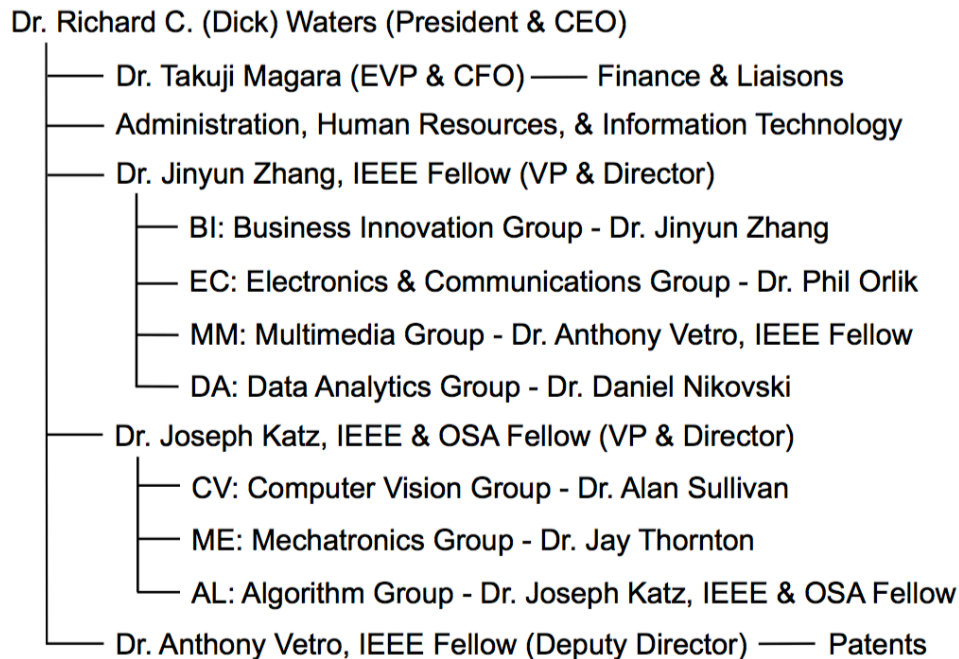 Dr. Richard C. (Dick) Waters (President & CEO)
Dr. Takuji Magara (EVP & CFO) Finance & Liaisons
Administration, Human Resources, & Information Technology
Dr. Jinyun Zhang, IEEE Fellow (VP & Director)
BI: Business Innovation Group - Dr. Jinyun Zhang
EC: Electronics & Communications Group - Dr. Phil Orlik
MM: Multimedia Group - Dr. Anthony Vetro, IEEE Fellow
DA: Data Analytics Group - Dr. Daniel Nikovski
Dr. Joseph Katz, IEEE & OSA Fellow (VP & Director)
CV: Computer Vision Group - Dr. Alan Sullivan
ME: Mechatronics Group - Dr. Jay Thornton
AL: Algorithm Group - Dr. Joseph Katz, IEEE & OSA Fellow
Dr. Anthony Vetro, IEEE Fellow (Deputy Director) Patents